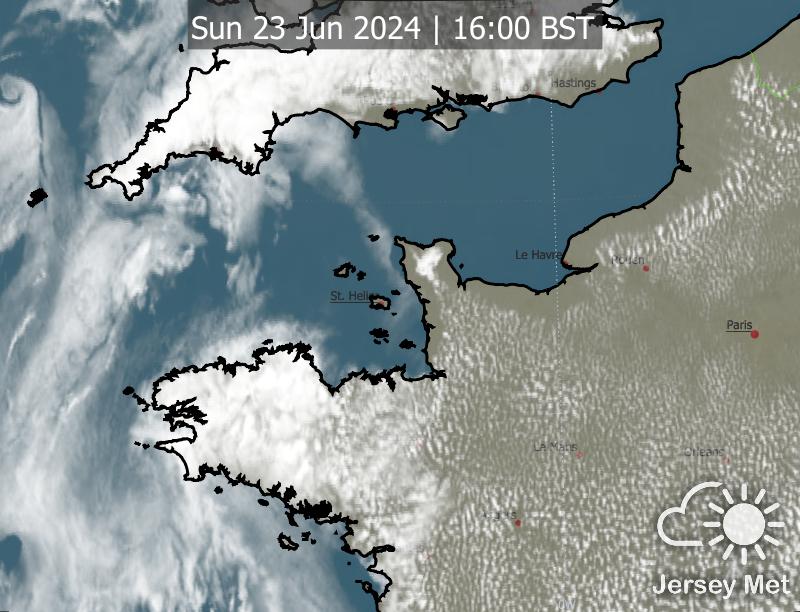 Sun 23 Jun 2024 | 16:00 BST
Hastings
Le Havre
Rouen
St. Helier
Paris
Le Mans
Orleans
Jersey Met